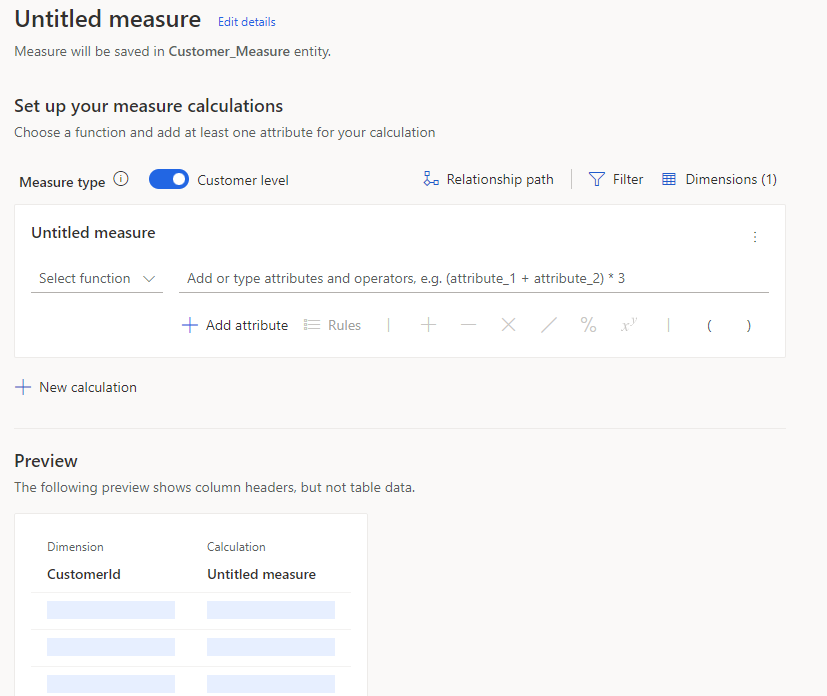 Untitled measure Edit details
Measure will be saved in Customer_Measure entity.
Set up your measure calculations
Choose a function and add at least one attribute for your calculation
Measure type Customer level Relationship path Filter Dimensions (1)
Untitled measure
Select function Add or type attributes and operators, e.g. (attribute_1 + attribute_2) * 3
Add attribute Rules | + — × / % xʸ | ( )
New calculation
Preview
The following preview shows column headers, but not table data.
Dimension Calculation
CustomerId Untitled measure